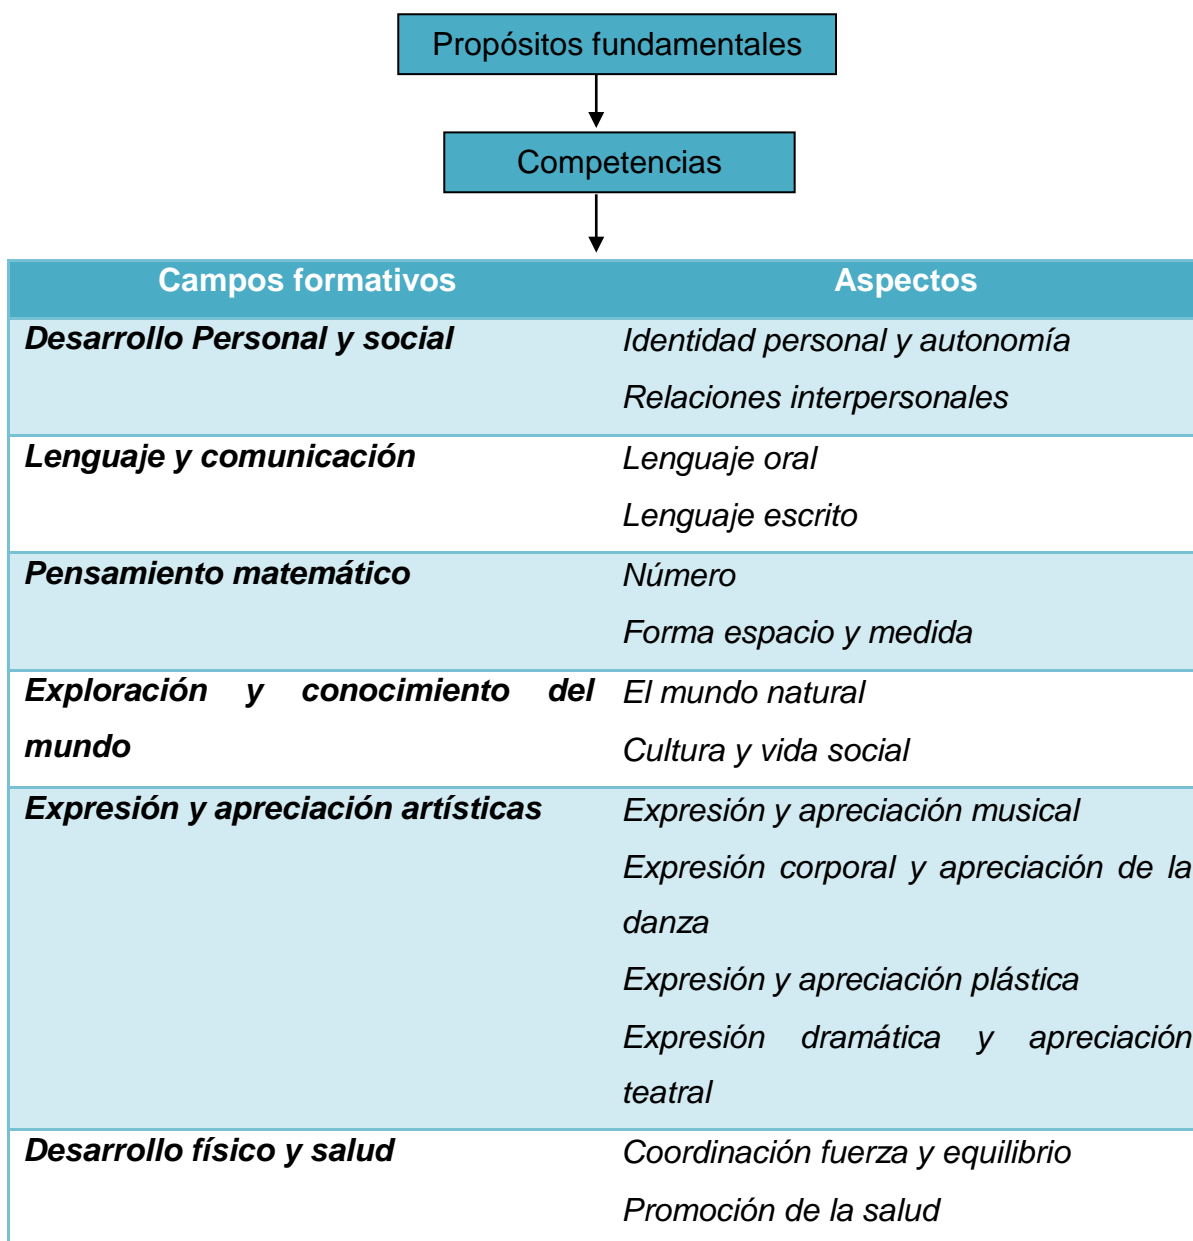 Propósitos fundamentales
Competencias
Campos formativos
Aspectos
Desarrollo Personal y social
Identidad personal y autonomía
Relaciones interpersonales
Lenguaje y comunicación
Lenguaje oral
Lenguaje escrito
Pensamiento matemático
Número
Forma espacio y medida
Exploración y conocimiento del
mundo
El mundo natural
Cultura y vida social
Expresión y apreciación artísticas
Expresión y apreciación musical
Expresión corporal y apreciación de la
danza
Expresión y apreciación plástica
Expresión dramática y apreciación
teatral
Desarrollo físico y salud
Coordinación fuerza y equilibrio
Promoción de la salud